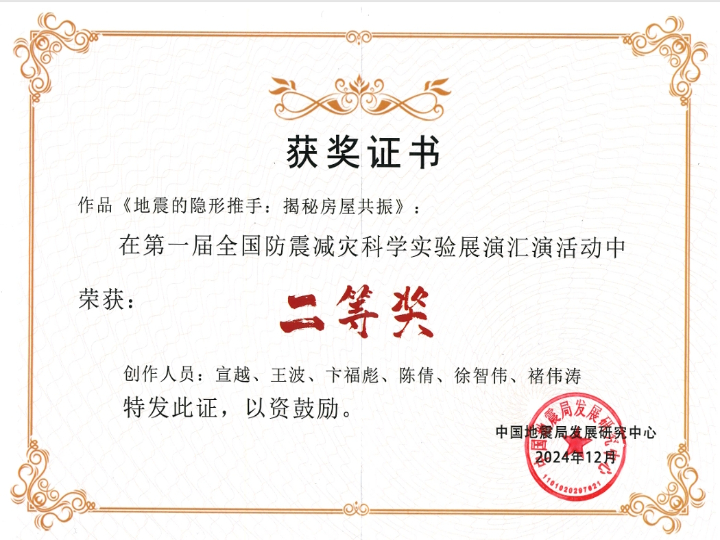 获奖证书
作品《地震的隐形推手：揭秘房屋共振》：
在第一届全国防震减灾科学实验展演汇演活动中
荣获：
二等奖
创作人员：宣越、王波、卞福彪、陈倩、徐智伟、褚伟涛
特发此证，以资鼓励。
中国地震局发展研究中心
2024年12月
中国地震局发展研究中心
1101020297621